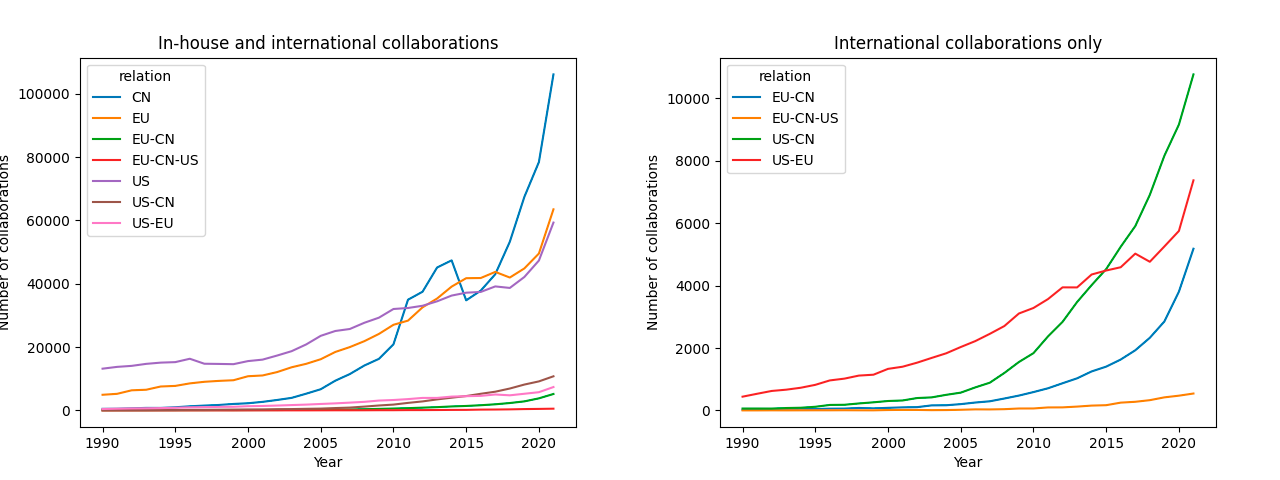 In-house and international collaborations
relation
CN
EU
EU-CN
EU-CN-US
US
US-CN
US-EU
Number of collaborations
100000
80000
60000
40000
20000
0
1990 1995 2000 2005 2010 2015 2020
Year
International collaborations only
relation
EU-CN
EU-CN-US
US-CN
US-EU
Number of collaborations
10000
8000
6000
4000
2000
0
1990 1995 2000 2005 2010 2015 2020
Year